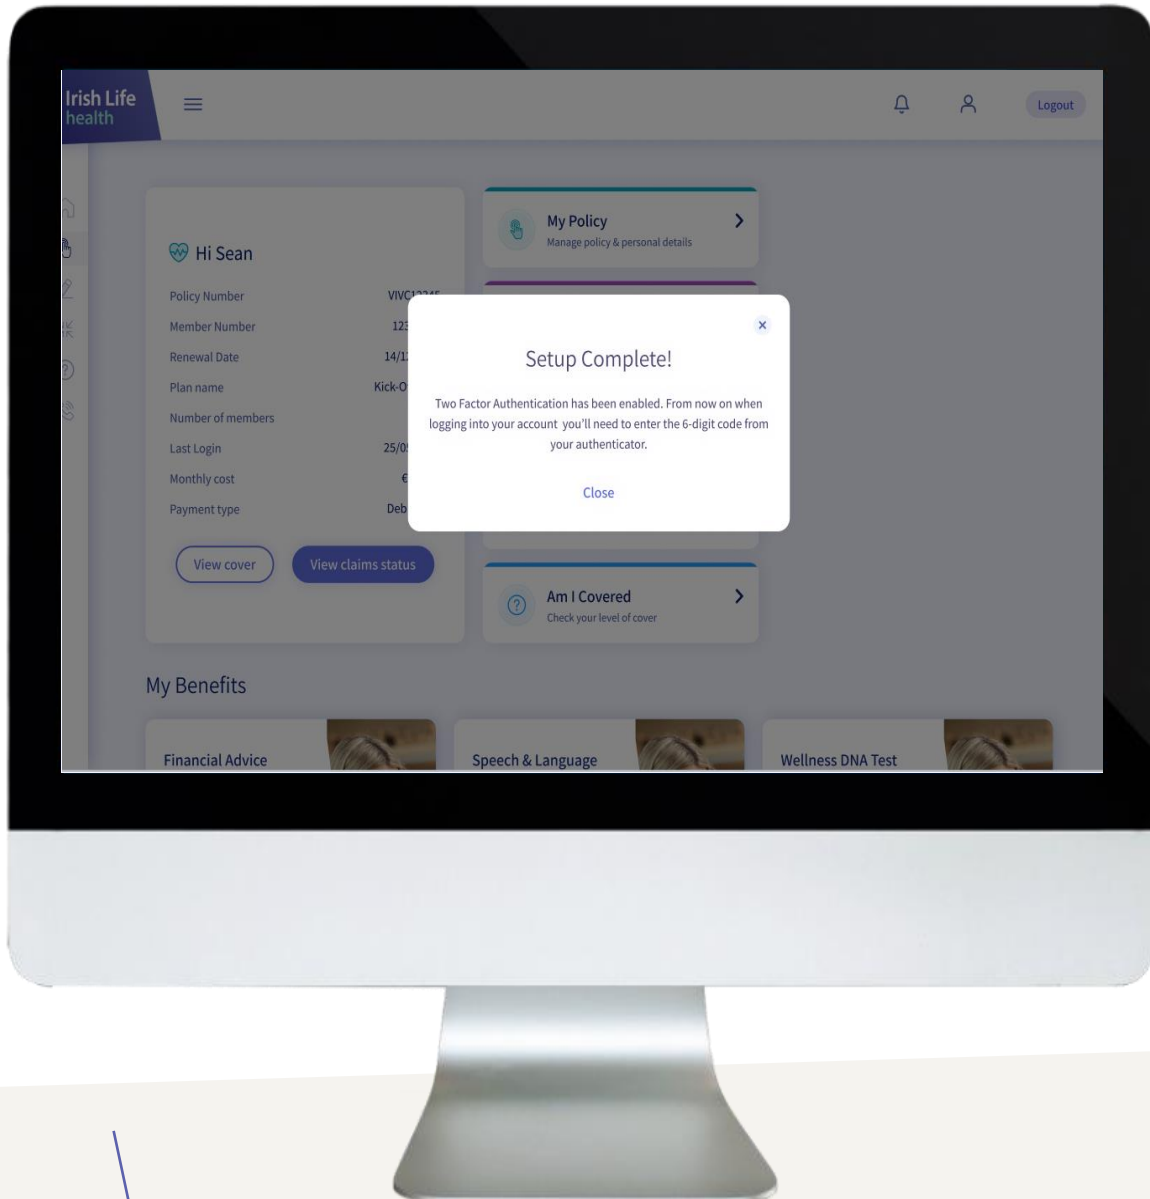 Irish Life
health
Logout
Hi Sean
Policy Number
Member Number
Renewal Date
Plan name
Number of members
Last Login
Monthly cost
Payment type
View cover
View claims status
My Policy
Manage policy & personal details
Setup Complete!
Two Factor Authentication has been enabled. From now on when
logging into your account you'll need to enter the 6-digit code from
your authenticator.
Close
Am I Covered
Check your level of cover
My Benefits
Financial Advice
Speech & Language
Wellness DNA Test